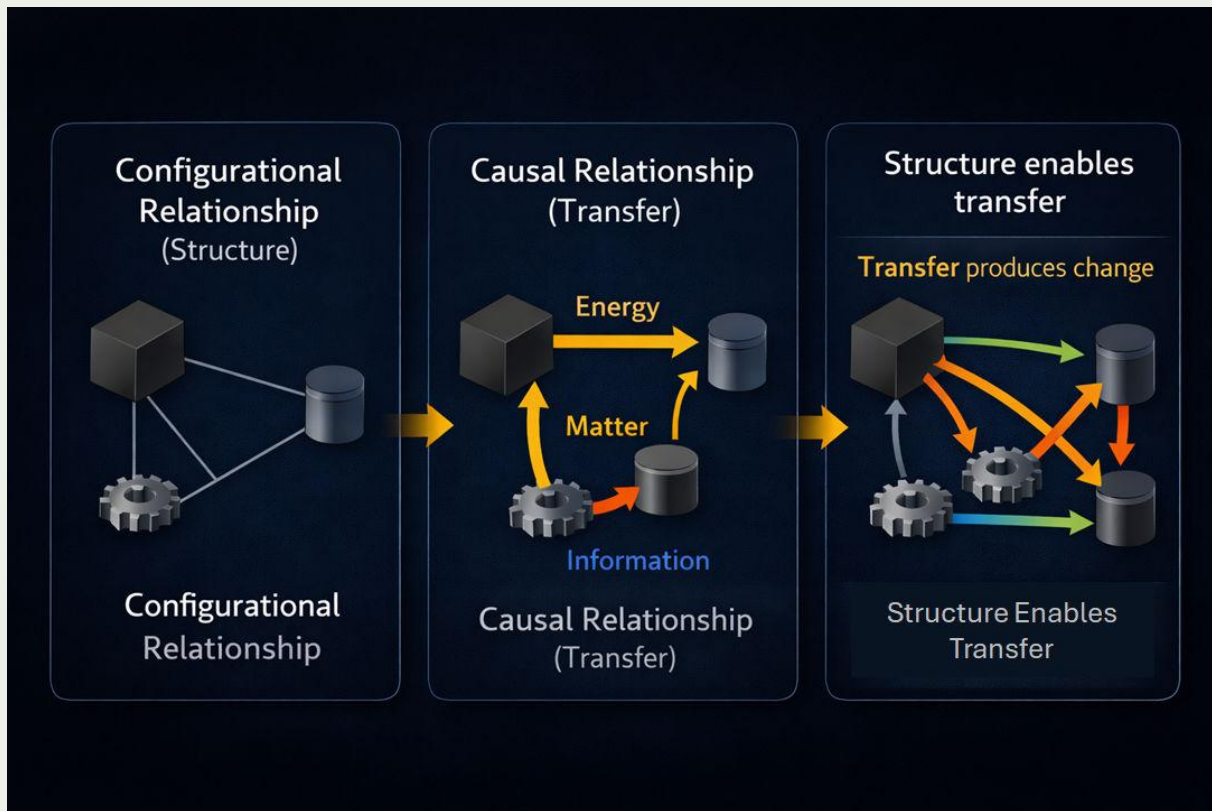 Configurational
Relationship
(Structure)
Configurational
Relationship
Causal Relationship
(Transfer)
Energy
Matter
Information
Causal Relationship
(Transfer)
Structure enables
transfer
Transfer produces change
Structure Enables
Transfer